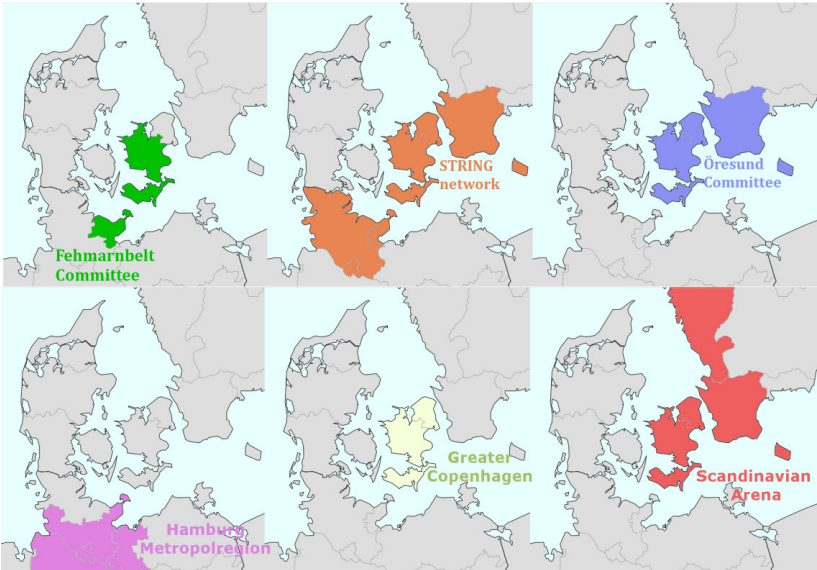 Fehmarnbelt
Committee
STRING
network
Öresund
Committee
Hamburg
Metropolregion
Greater
Copenhagen
Scandinavian
Arena